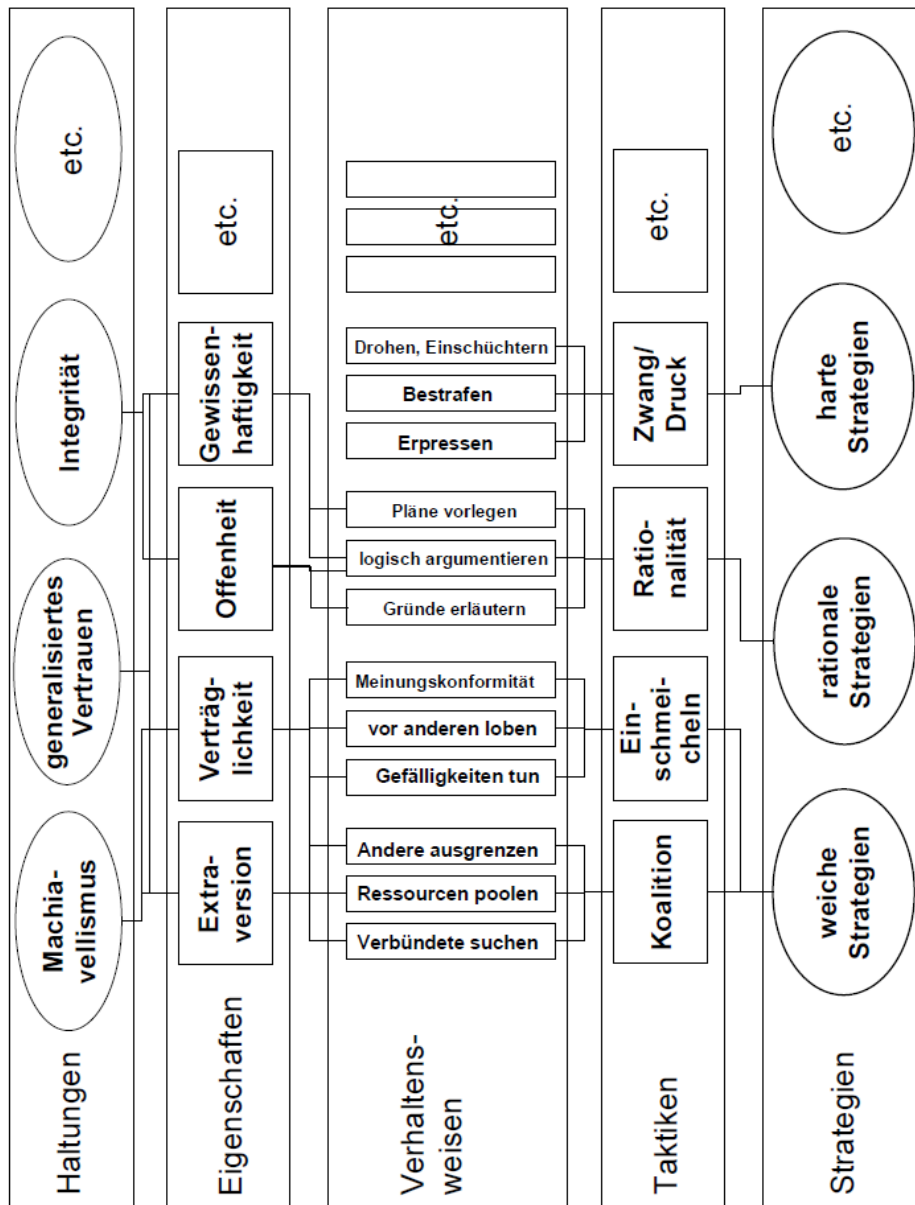 Haltungen
Machia-
vellismus
generalisiertes
Vertrauen
Integrität
etc.
Eigenschaften
Extra-
version
Verträg-
lichkeit
Offenheit
Gewissen-
haftigkeit
etc.
Verhaltens-
weisen
Verbündete suchen
Ressourcen poolen
Andere ausgrenzen
Gefälligkeiten tun
vor anderen loben
Meinungskonformität
Gründe erläutern
logisch argumentieren
Pläne vorlegen
Erpressen
Bestrafen
Drohen, Einschüchtern
etc.
Taktiken
Koalition
Ein-
schmei-
cheln
Ratio-
nalität
Zwang/
Druck
etc.
Strategien
weiche
Strategien
rationale
Strategien
harte
Strategien
etc.